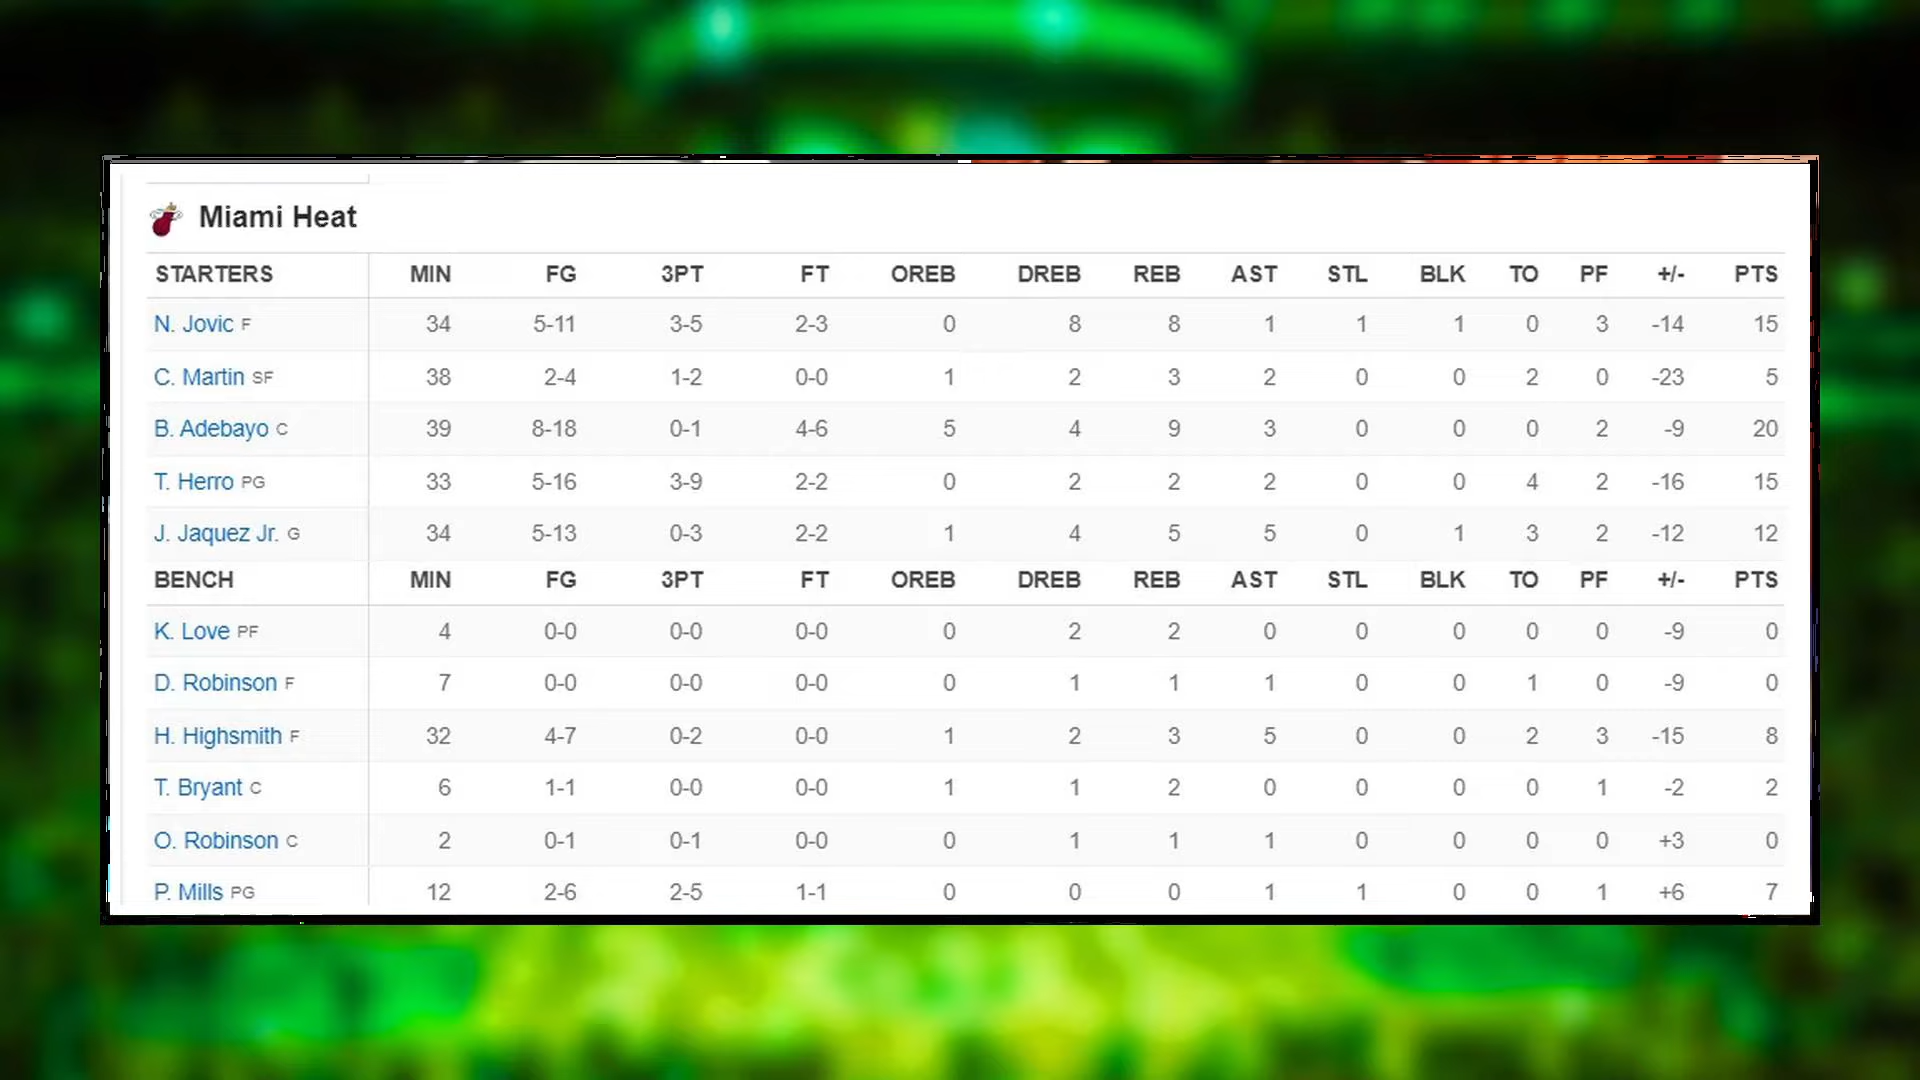 Miami Heat
STARTERS MIN FG 3PT FT OREB DREB REB AST STL BLK TO PF +/- PTS
N. Jovic F 34 5-11 3-5 2-3 0 8 8 1 1 1 0 3 -14 15
C. Martin SF 38 2-4 1-2 0-0 1 2 3 2 0 0 2 0 -23 5
B. Adebayo C 39 8-18 0-1 4-6 5 4 9 3 0 0 0 2 -9 20
T. Herro PG 33 5-16 3-9 2-2 0 2 2 2 0 0 4 2 -16 15
J. Jaquez Jr. G 34 5-13 0-3 2-2 1 4 5 5 0 1 3 2 -12 12
BENCH MIN FG 3PT FT OREB DREB REB AST STL BLK TO PF +/- PTS
K. Love PF 4 0-0 0-0 0-0 0 2 2 0 0 0 0 0 -9 0
D. Robinson F 7 0-0 0-0 0-0 0 1 1 1 0 0 1 0 -9 0
H. Highsmith F 32 4-7 0-2 0-0 1 2 3 5 0 0 2 3 -15 8
T. Bryant C 6 1-1 0-0 0-0 1 1 2 0 0 0 0 1 -2 2
O. Robinson C 2 0-1 0-1 0-0 0 1 1 1 0 0 0 0 +3 0
P. Mills PG 12 2-6 2-5 1-1 0 0 0 1 1 0 0 1 +6 7